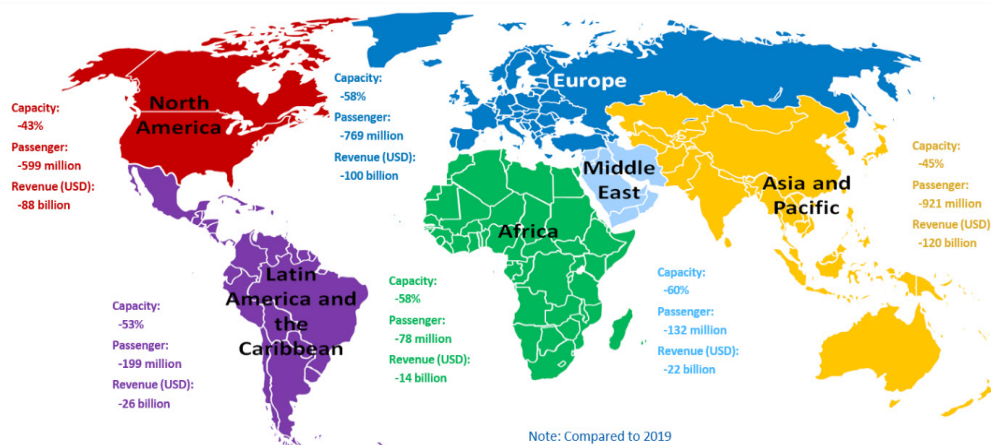 North
America
Capacity:
-43%
Passenger:
-599 million
Revenue (USD):
-88 billion
Capacity:
-58%
Passenger:
-769 million
Revenue (USD):
-100 billion
Europe
Middle
East
Asia and
Pacific
Capacity:
-45%
Passenger:
-921 million
Revenue (USD)
-120 billion
Africa
Latin
America and
the
Caribbean
Capacity:
-53%
Passenger:
-199 million
Revenue (USD):
-26 billion
Capacity:
-58%
Passenger:
-78 million
Revenue (USD):
-14 billion
Capacity:
-60%
Passenger:
-132 million
Revenue (USD):
-22 billion
Note: Compared to 2019